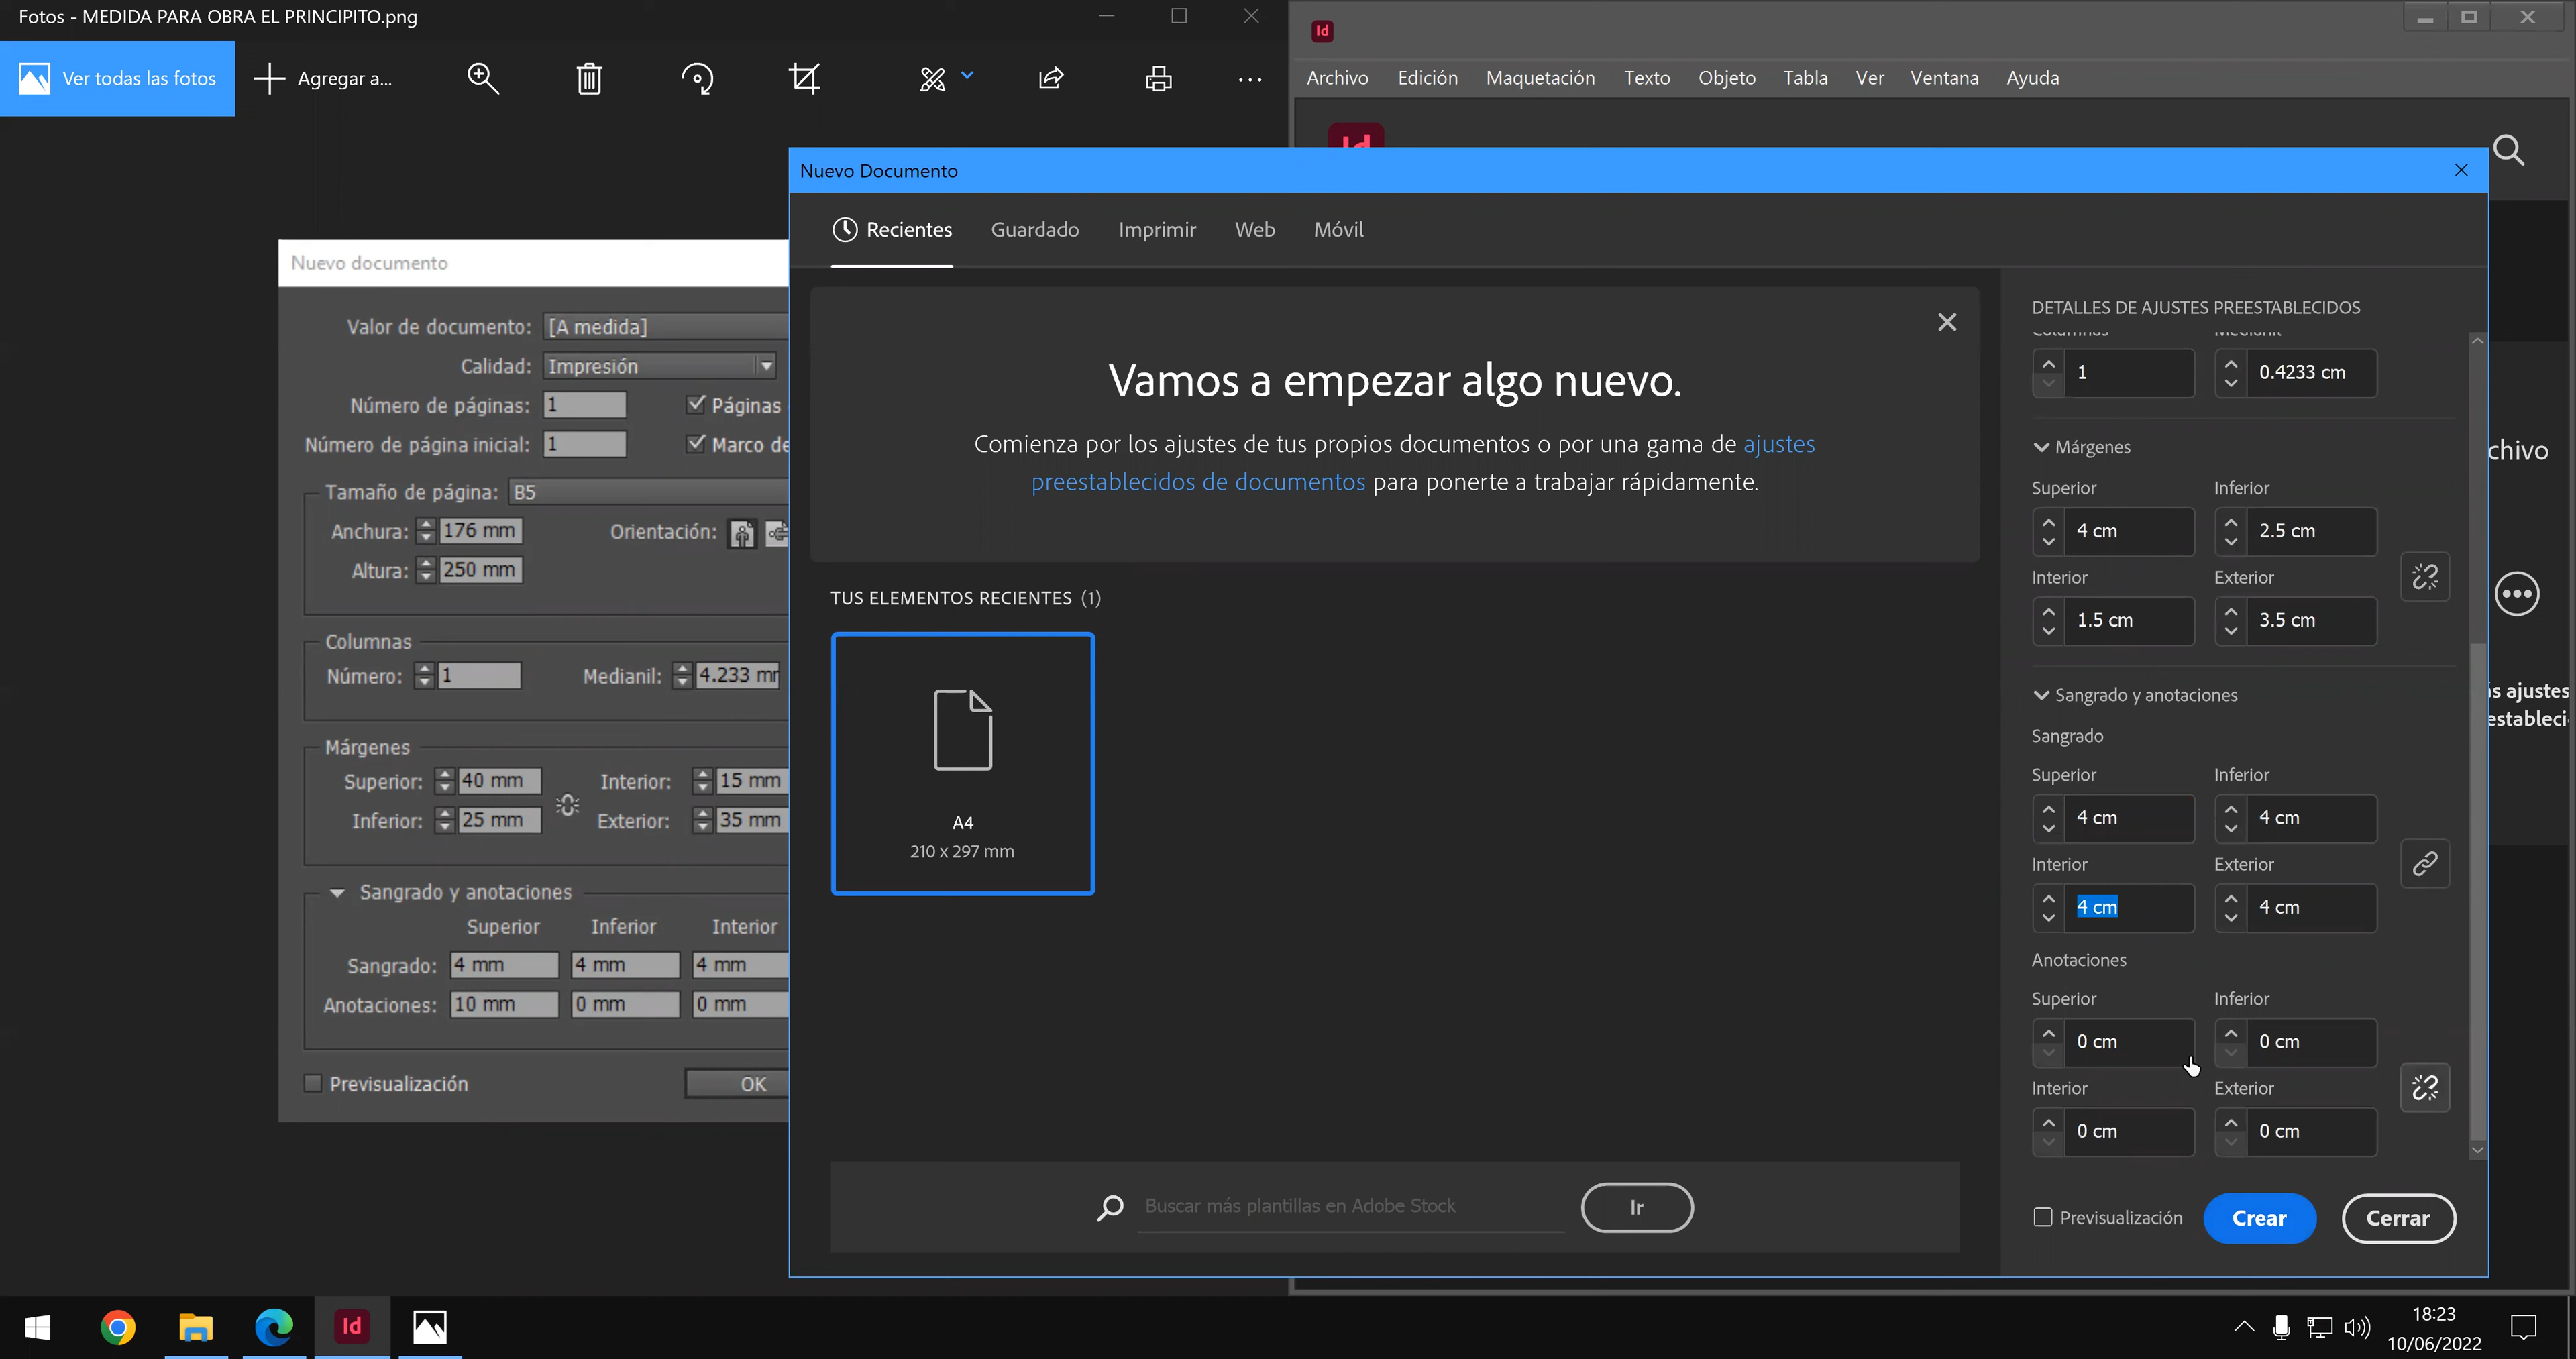 Fotos - MEDIDA PARA OBRA EL PRINCIPITO.png
Ver todas las fotos
Agregar a...
Id
Archivo Edición Maquetación Texto Objeto Tabla Ver Ventana Ayuda
Nuevo documento
Valor de documento: [A medida]
Calidad: Impresión
Número de páginas: 1 Páginas
Número de página inicial: 1 Marco de
Tamaño de página: B5
Anchura: 176 mm Orientación:
Altura: 250 mm
Columnas
Número: 1 Medianil: 4.233 mm
Márgenes
Superior: 40 mm Interior: 15 mm
Inferior: 25 mm Exterior: 35 mm
Sangrado y anotaciones
Superior Inferior Interior
Sangrado: 4 mm 4 mm 4 mm
Anotaciones: 10 mm 0 mm 0 mm
Previsualización OK
Nuevo Documento
Recientes Guardado Imprimir Web Móvil
Vamos a empezar algo nuevo.
Comienza por los ajustes de tus propios documentos o por una gama de ajustes
preestablecidos de documentos para ponerte a trabajar rápidamente.
TUS ELEMENTOS RECIENTES (1)
A4
210 x 297 mm
Buscar más plantillas en Adobe Stock Ir
DETALLES DE AJUSTES PREESTABLECIDOS
Columnas Medianil
1 0.4233 cm
Márgenes
Superior Inferior
4 cm 2.5 cm
Interior Exterior
1.5 cm 3.5 cm
Sangrado y anotaciones
Sangrado
Superior Inferior
4 cm 4 cm
Interior Exterior
4 cm 4 cm
Anotaciones
Superior Inferior
0 cm 0 cm
Interior Exterior
0 cm 0 cm
Previsualización Crear Cerrar
chivo
s ajustes
estableci
Id
18:23
10/06/2022